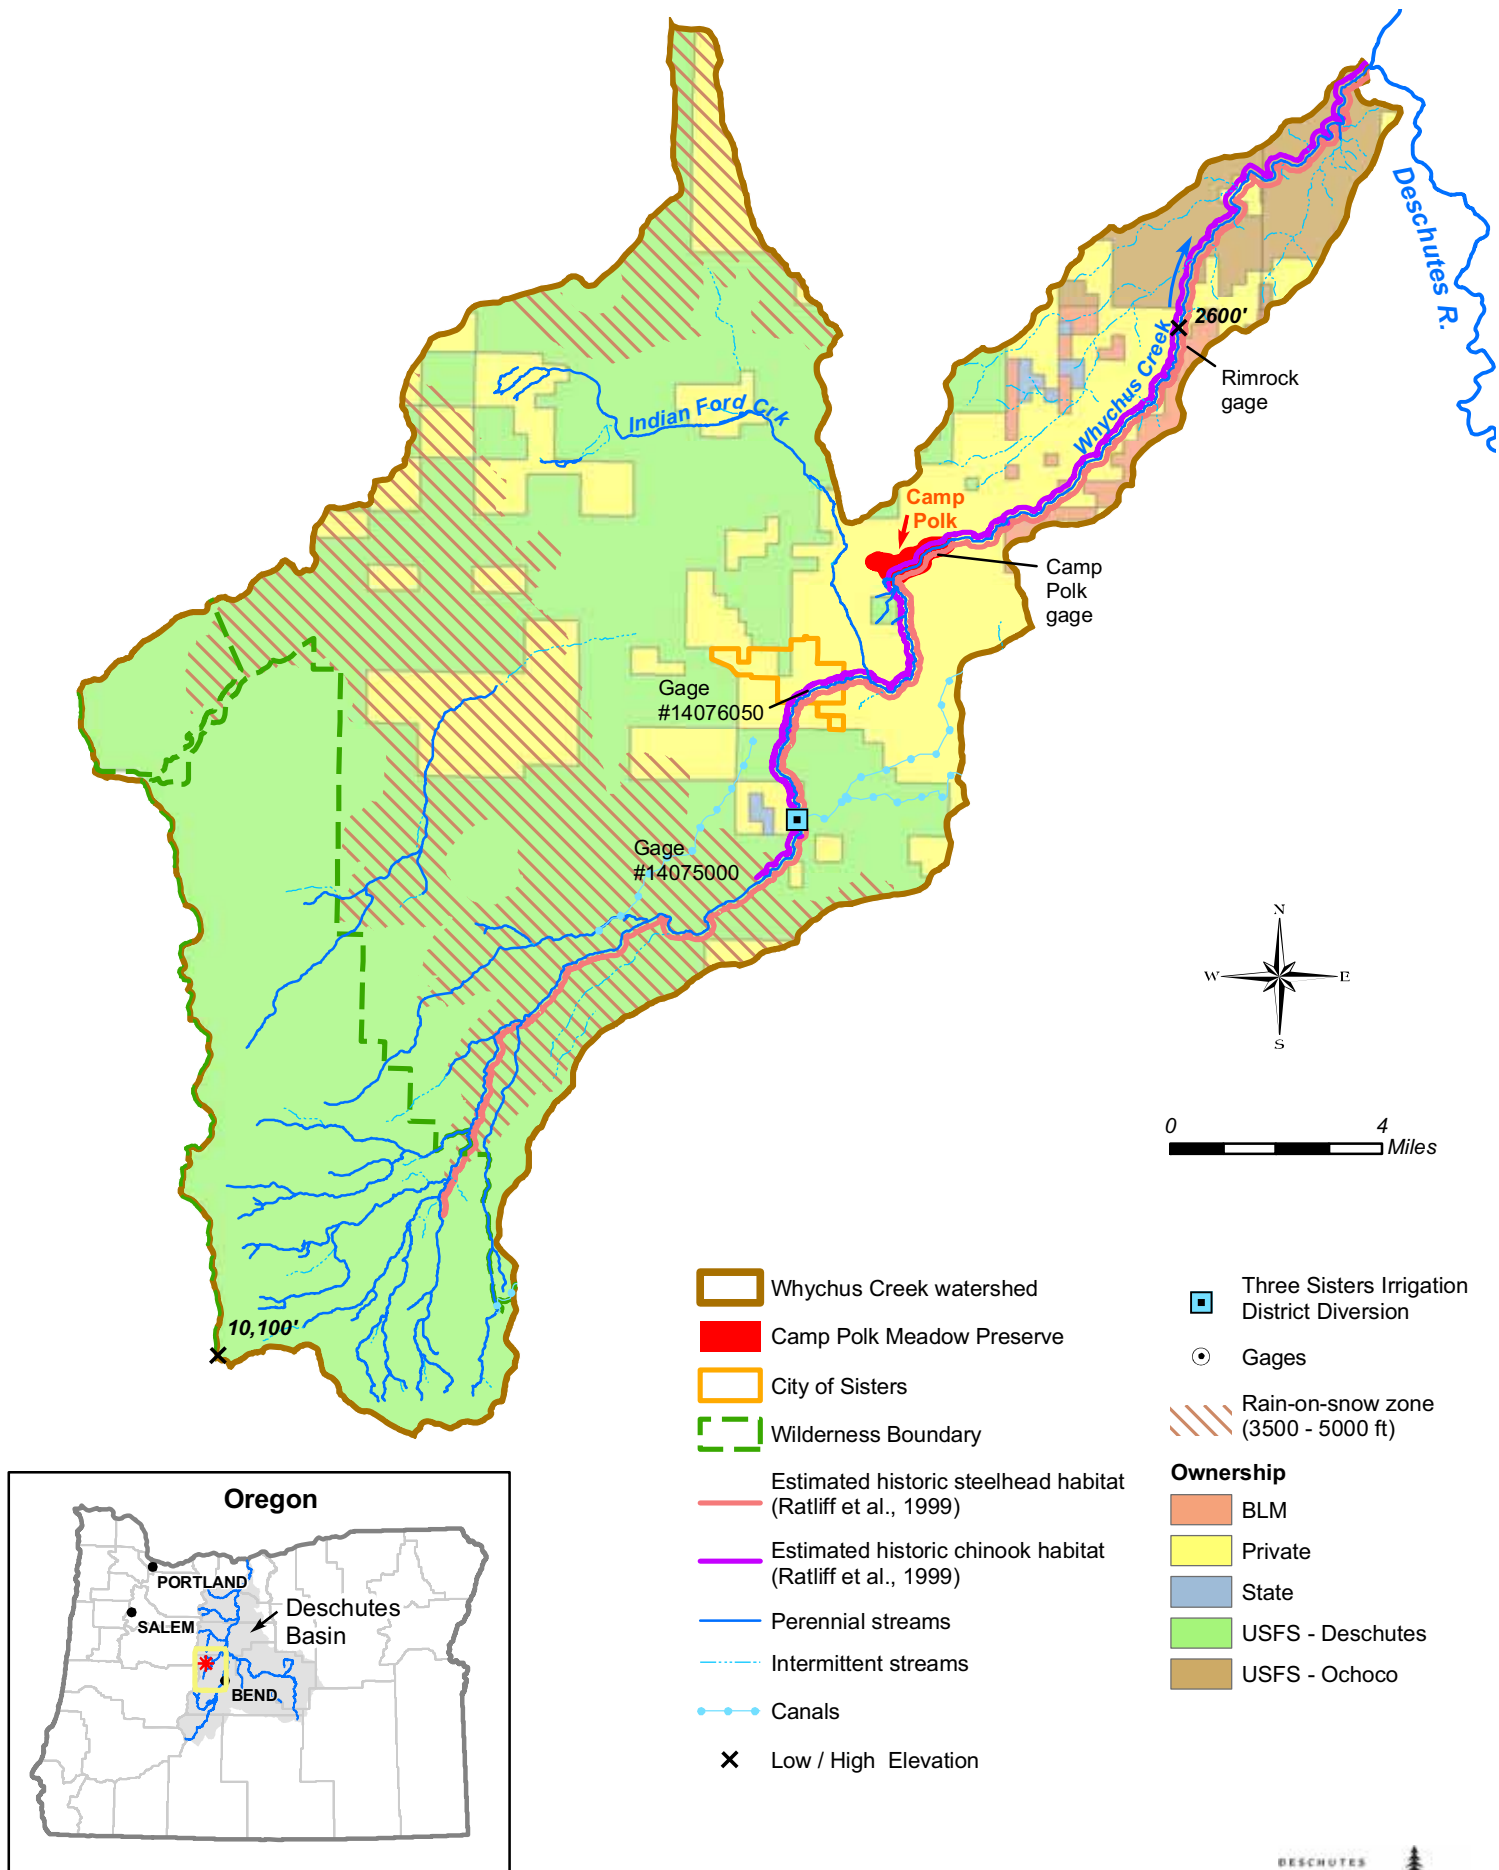 Deschutes R.
2600'
Whychus Creek
Rimrock
gage
Indian Ford Crk
Camp
Polk
Camp
Polk
gage
Gage
#14076050
Gage
#14075000
N
W
E
S
0
4
Miles
10,100'
Whychus Creek watershed
Camp Polk Meadow Preserve
City of Sisters
Wilderness Boundary
Estimated historic steelhead habitat
(Ratliff et al., 1999)
Estimated historic chinook habitat
(Ratliff et al., 1999)
Perennial streams
Intermittent streams
Canals
Low / High Elevation
Three Sisters Irrigation
District Diversion
Gages
Rain-on-snow zone
(3500 - 5000 ft)
Ownership
BLM
Private
State
USFS - Deschutes
USFS - Ochoco
Oregon
PORTLAND
SALEM
Deschutes
Basin
BEND
DESCHUTES